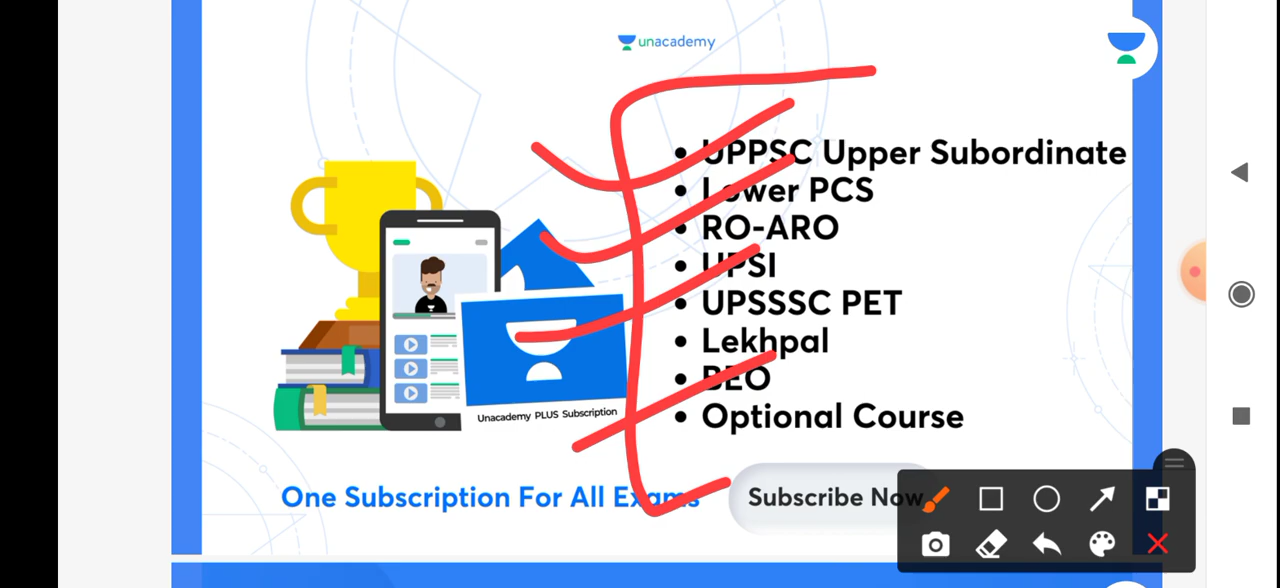 unacademy
• UPPSC Upper Subordinate
• Lower PCS
• RO-ARO
• UPSI
• UPSSSC PET
• Lekhpal
• BEO
• Optional Course
Unacademy PLUS Subscription
One Subscription For All Exams
Subscribe Now